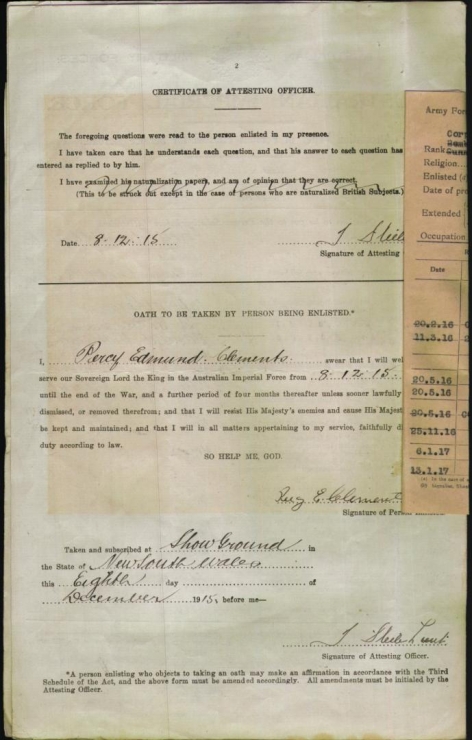 2
CERTIFICATE OF ATTESTING OFFICER.
The foregoing questions were read to the person enlisted in my presence.
I have taken care that he understands each question, and that his answer to each question has
entered as replied to by him.
I have examined his naturalization papers, and am of opinion that they are correct.
(This to be struck out except in the case of persons who are naturalized British Subjects.)
Date 8-12-15
Signature of Attesting
OATH TO BE TAKEN BY PERSON BEING ENLISTED.*
I, Percy Edmund Clements swear that I will wel
serve our Sovereign Lord the King in the Australian Imperial Force from 8.12.15.
until the end of the War, and a further period of four months thereafter unless sooner lawfully
dismissed, or removed therefrom; and that I will resist His Majesty's enemies and cause His Majest
be kept and maintained; and that I will in all matters appertaining to my service, faithfully d
duty according to law.
SO HELP ME, GOD.
E. Clement
Signature of Per
Taken and subscribed at Show Ground in
the State of New South Wales
this Eighth day of
December 1915, before me—
Signature of Attesting Officer.
*A person enlisting who objects to taking an oath may make an affirmation in accordance with the Third
Schedule of the Act, and the above form must be amended accordingly. All amendments must be initialed by the
Attesting Officer.
Army For
Rank
Religion
Enlisted (
Date of pr
Extended
Occupation
Date
20.2.16
11.3.16
20.5.16
20.5.16
20.5.16
25.11.16
6.1.17
13.1.17